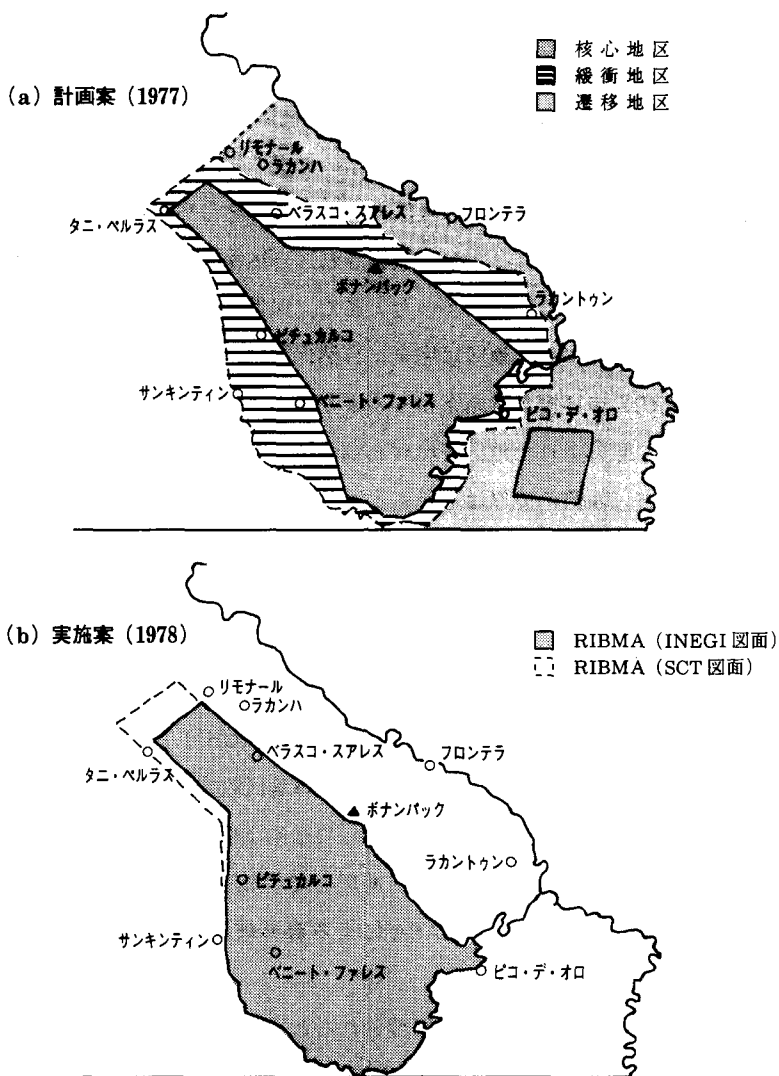 (a) 計画案 (1977)
核心地区
緩衝地区
遷移地区
リモナール
ラカンハ
タニ・ペルラス
ベラスコ・スアレス
フロンテラ
ボナンパック
ラカントゥン
ピチュカルコ
サンキンティン
ベニート・ファレス
ピコ・デ・オロ
(b) 実施案 (1978)
RIBMA (INEGI 図面)
RIBMA (SCT 図面)
リモナール
ラカンハ
タニ・ペルラス
ベラスコ・スアレス
フロンテラ
ボナンパック
ラカントゥン
ピチュカルコ
サンキンティン
ベニート・ファレス
ピコ・デ・オロ